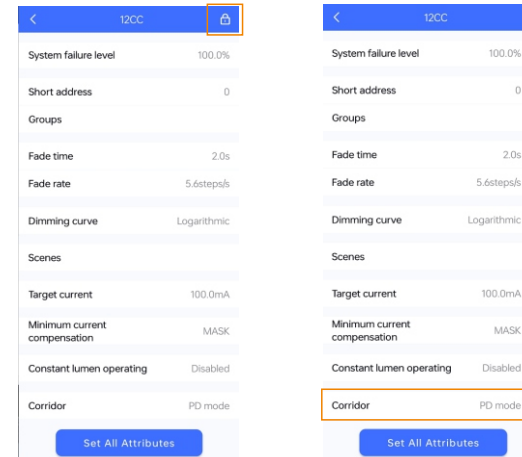 12CC
System failure level 100.0%
Short address 0
Groups
Fade time 2.0s
Fade rate 5.6steps/s
Dimming curve Logarithmic
Scenes
Target current 100.0mA
Minimum current
compensation MASK
Constant lumen operating Disabled
Corridor PD mode
Set All Attributes
12CC
System failure level 100.0%
Short address 0
Groups
Fade time 2.0s
Fade rate 5.6steps/s
Dimming curve Logarithmic
Scenes
Target current 100.0mA
Minimum current
compensation MASK
Constant lumen operating Disabled
Corridor PD mode
Set All Attributes